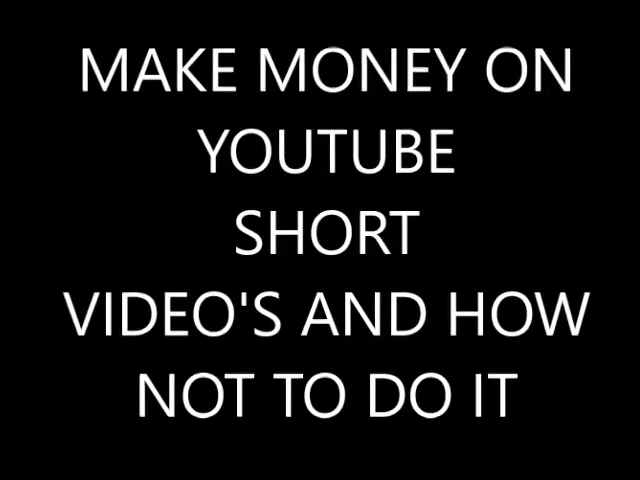 MAKE MONEY ON
YOUTUBE
SHORT
VIDEO'S AND HOW
NOT TO DO IT